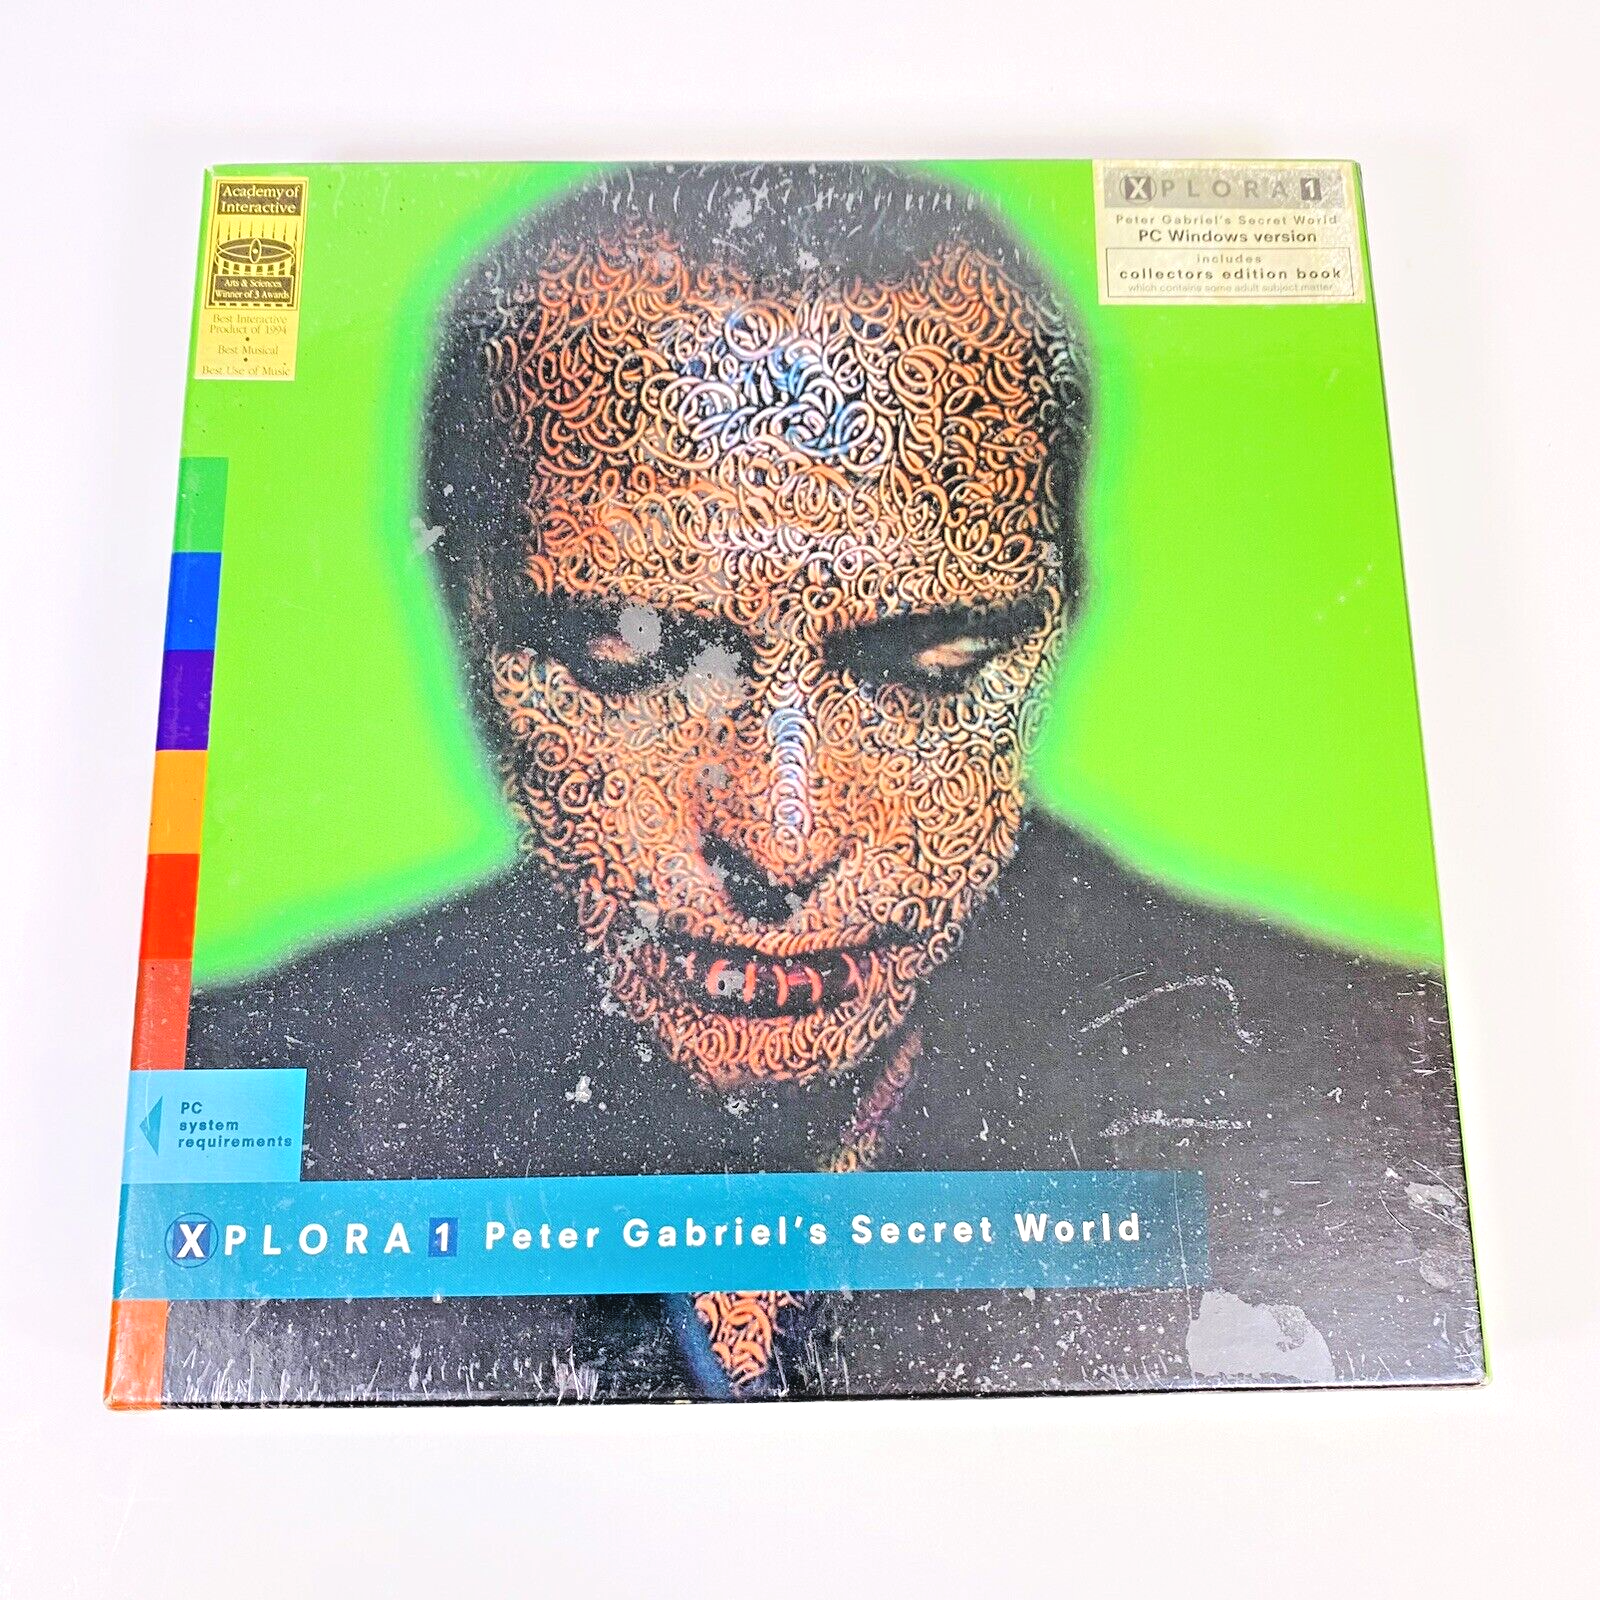 Academy of
Interactive
Arts & Sciences
Winner of 3 Awards
Best Interactive
Product of 1994
•
Best Musical
•
Best Use of Music
XPLORA 1
Peter Gabriel's Secret World
PC Windows version
includes
collectors edition book
which contains some adult subject matter
PC
system
requirements
XPLORA 1 Peter Gabriel's Secret World